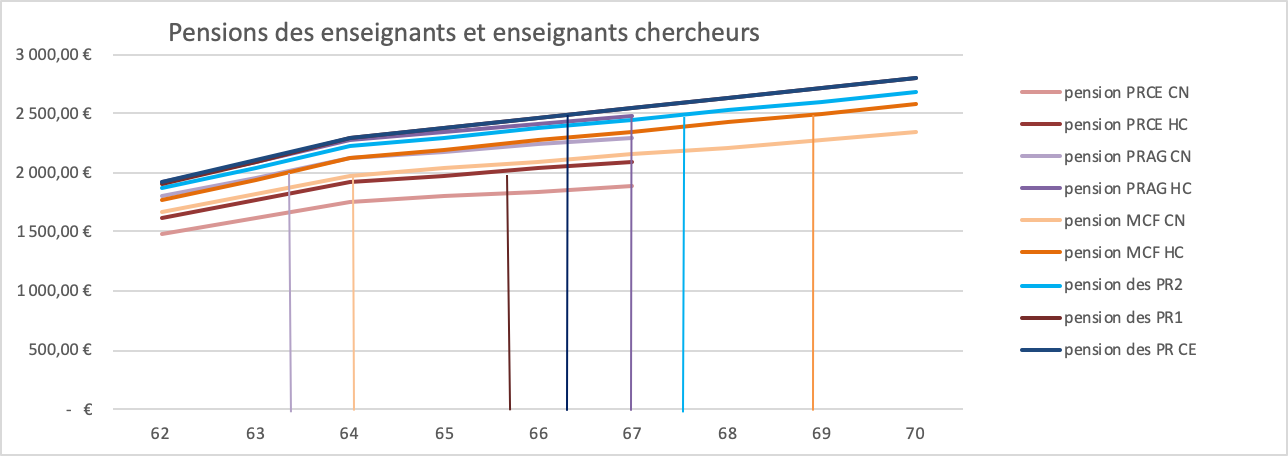 Pensions des enseignants et enseignants chercheurs
3 000,00 €
2 500,00 €
2 000,00 €
1 500,00 €
1 000,00 €
500,00 €
- €
62 63 64 65 66 67 68 69 70
pension PRCE CN
pension PRCE HC
pension PRAG CN
pension PRAG HC
pension MCF CN
pension MCF HC
pension des PR2
pension des PR1
pension des PR CE